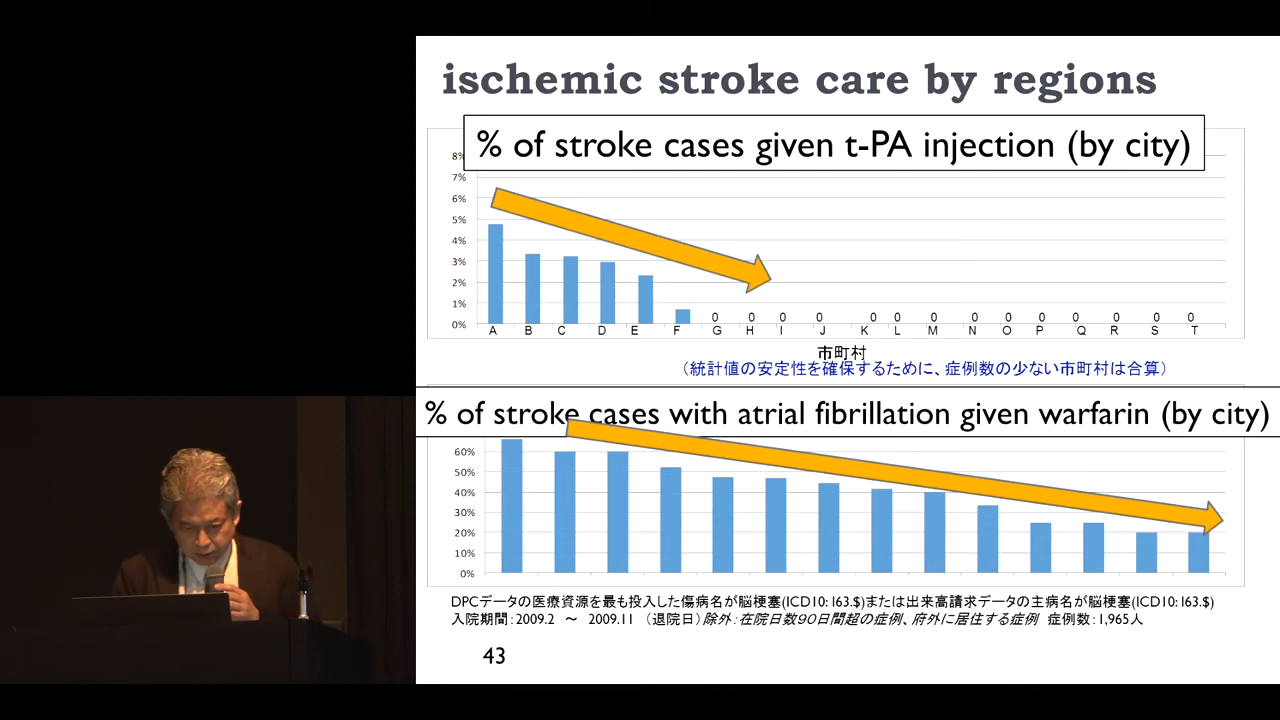 ischemic stroke care by regions
% of stroke cases given t-PA injection (by city)
8%
7%
6%
5%
4%
3%
2%
1%
0%
0 0 0 0 0 0 0 0 0 0 0 0 0 0
A B C D E F G H I J K L M N O P Q R S T
市町村
（統計値の安定性を確保するために、症例数の少ない市町村は合算）
% of stroke cases with atrial fibrillation given warfarin (by city)
60%
50%
40%
30%
20%
10%
0%
DPCデータの医療資源を最も投入した傷病名が脳梗塞(ICD10: I63.$)または出来高請求データの主病名が脳梗塞(ICD10: I63.$)
入院期間：2009.2 ～ 2009.11 （退院日）除外：在院日数90日間超の症例、府外に居住する症例 症例数：1,965人
43